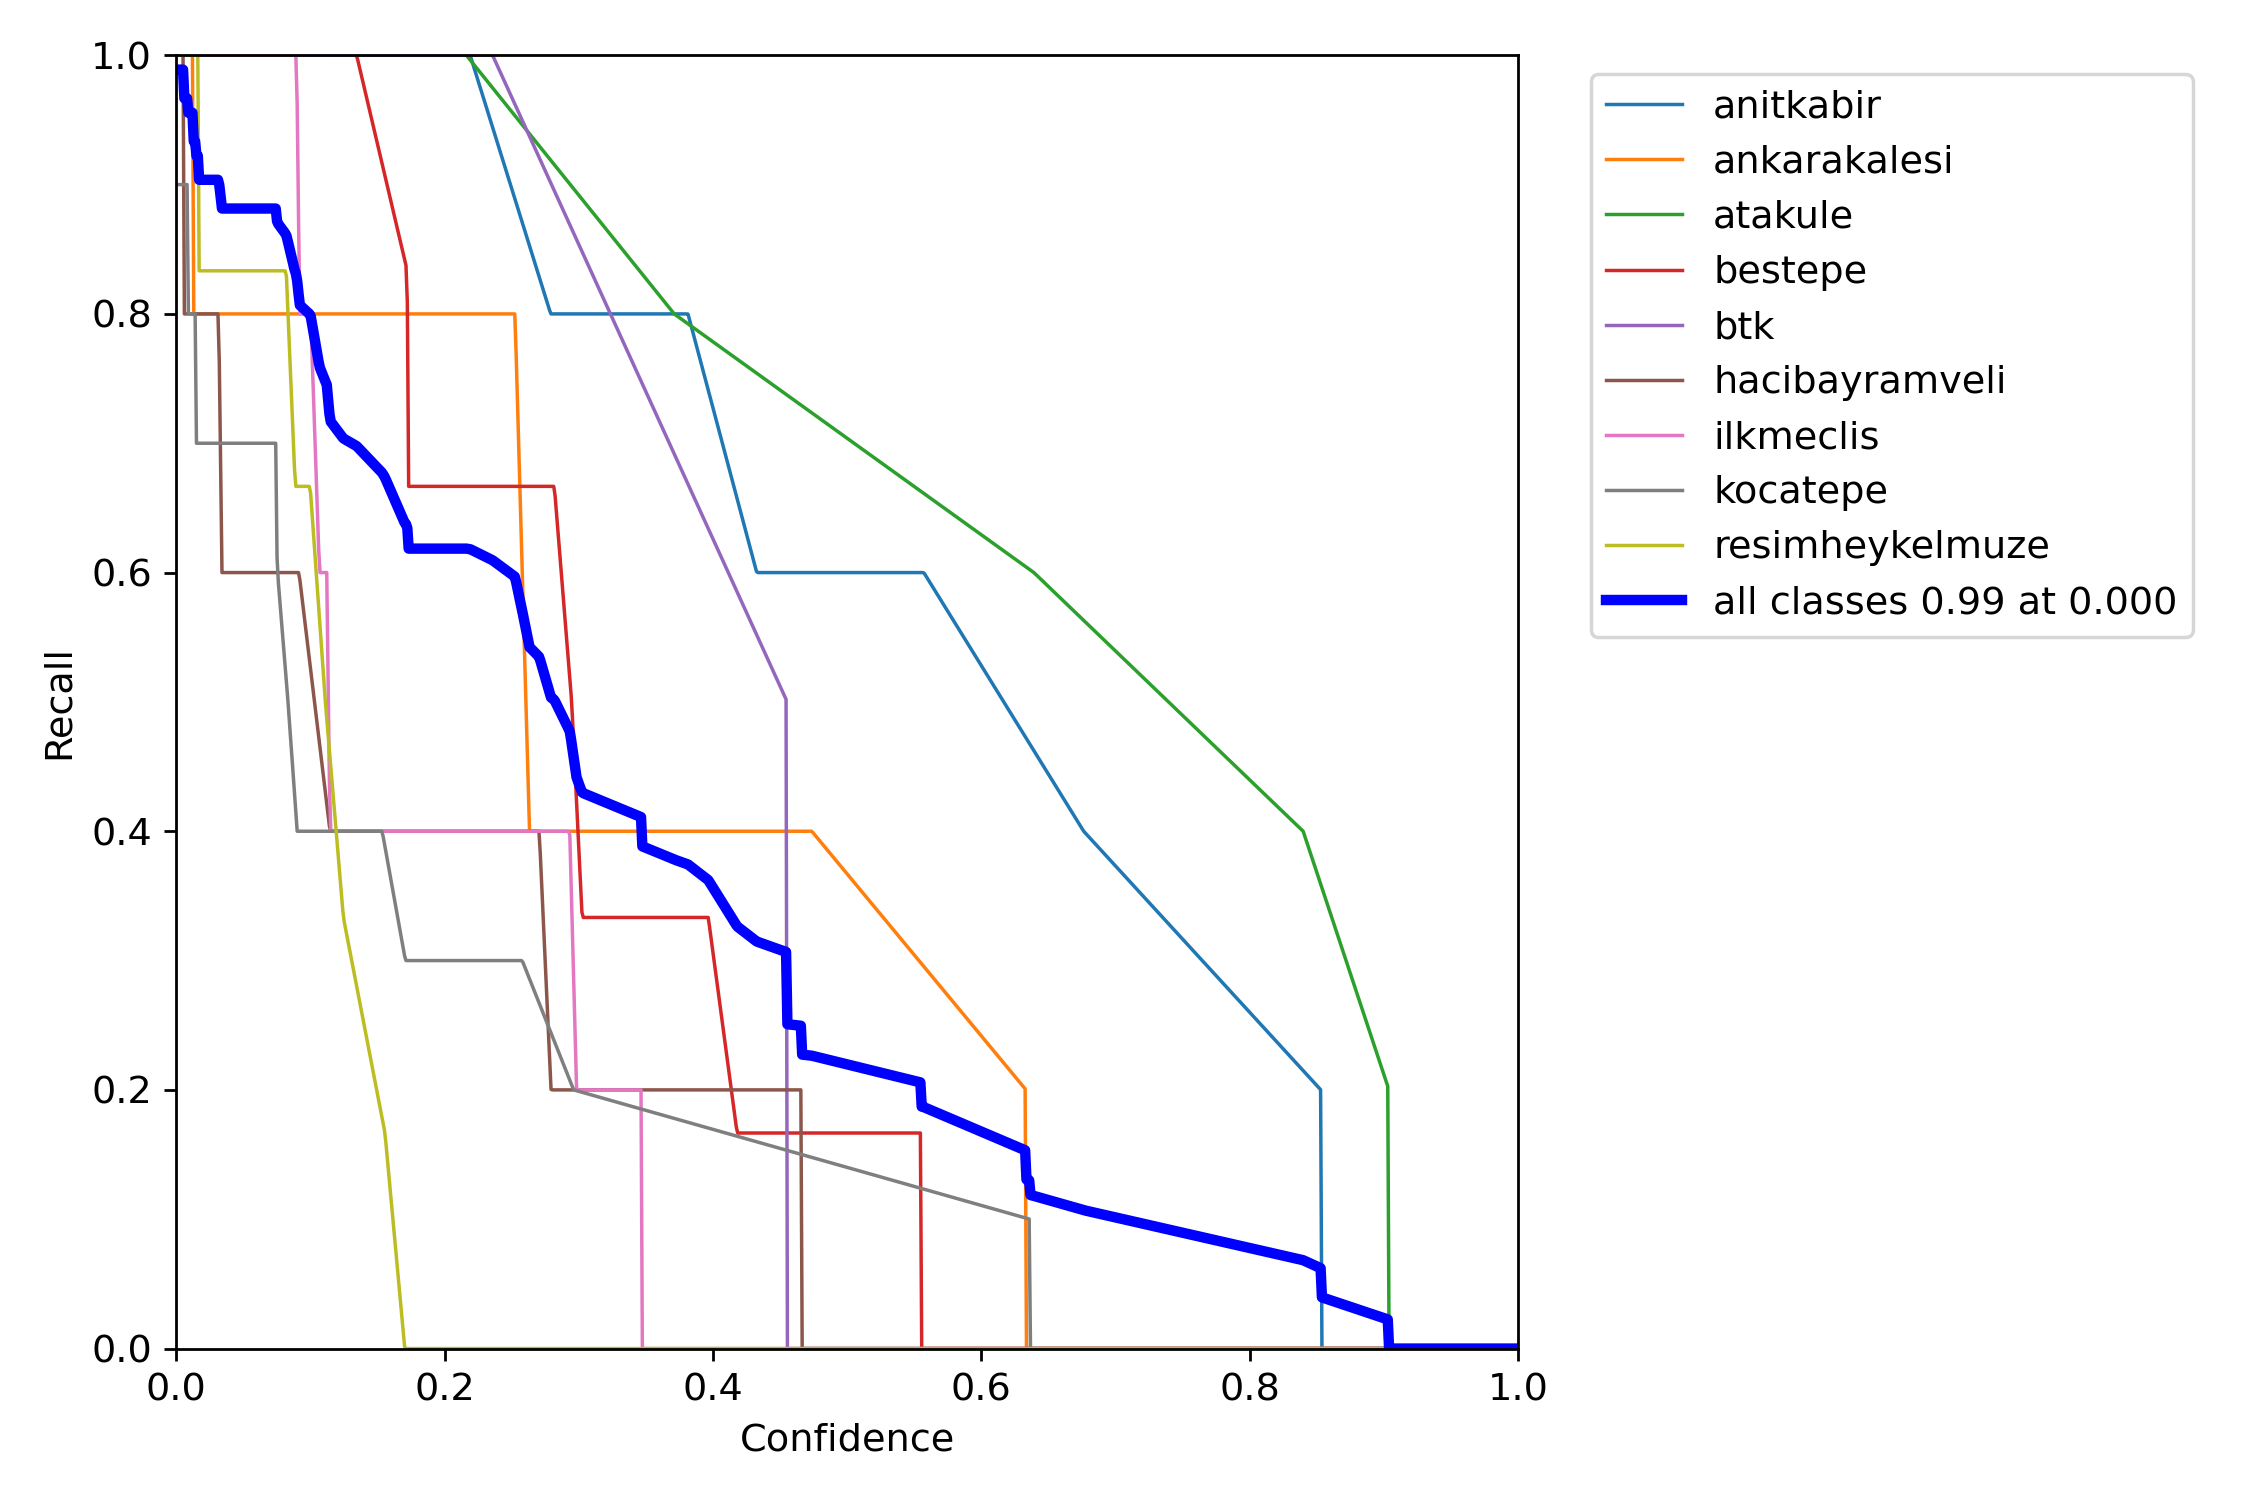 1.0
0.8
0.6
0.4
0.2
0.0
Recall
0.0 0.2 0.4 0.6 0.8 1.0
Confidence
anitkabir
ankarakalesi
atakule
bestepe
btk
hacibayramveli
ilkmeclis
kocatepe
resimheykelmuze
all classes 0.99 at 0.000